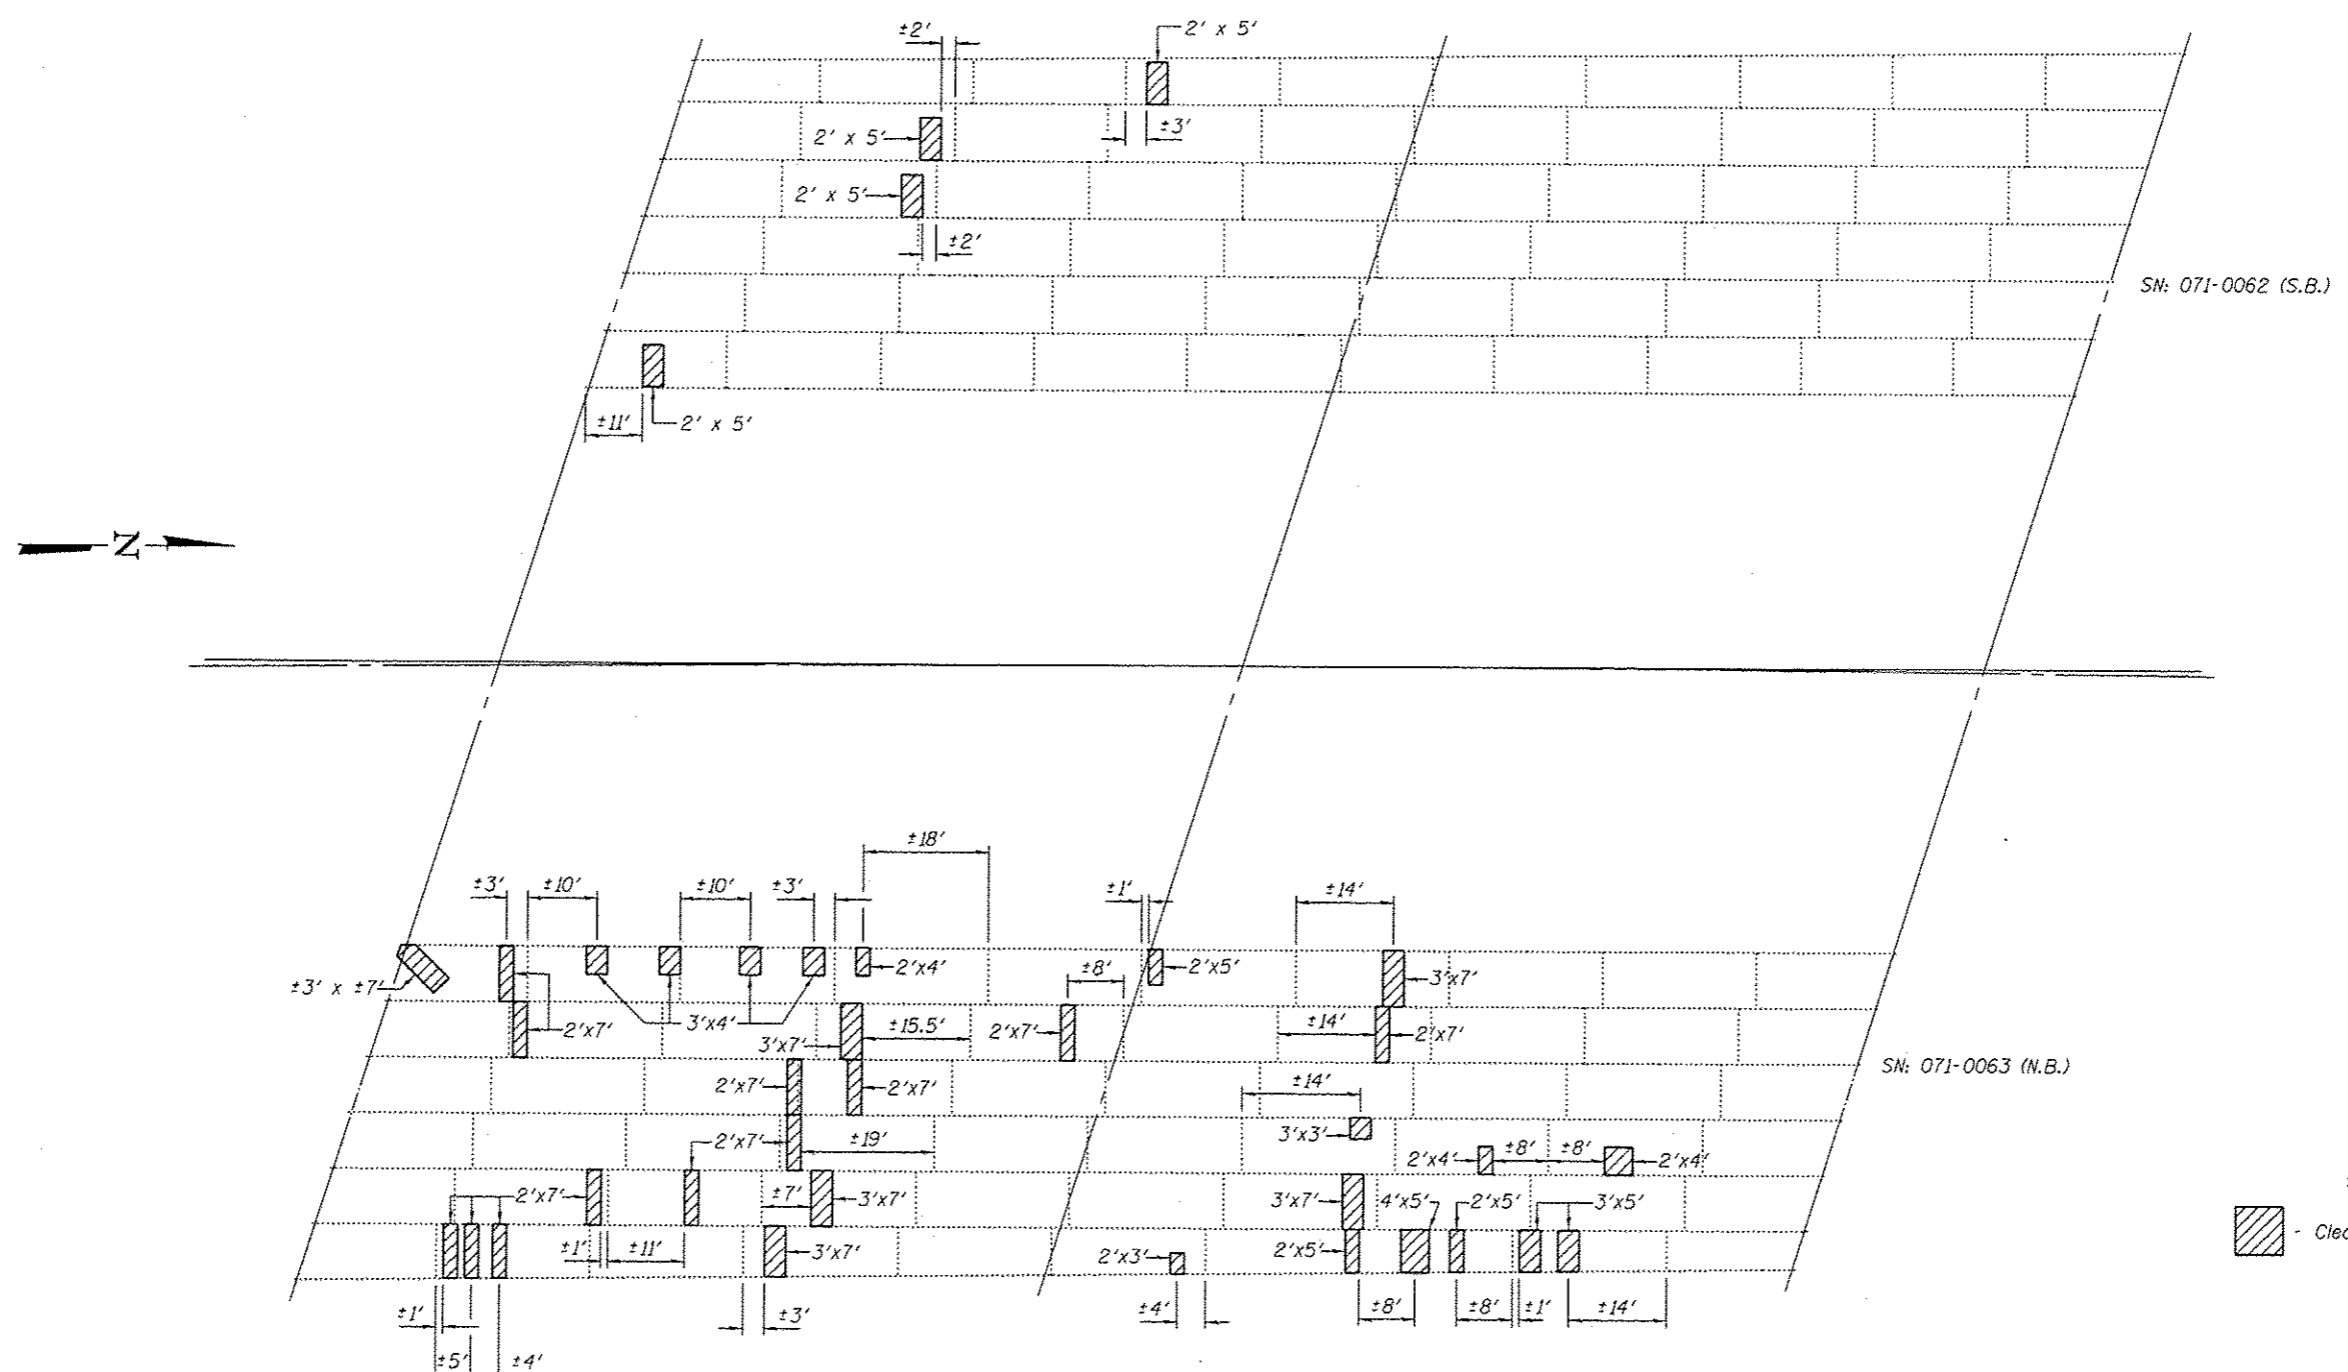 ±2'
2' x 5'
±3'
2' x 5'
2' x 5'
±2'
SN: 071-0062 (S.B.)
±11'
2' x 5'
N
±18'
±3'
±10'
±10'
±3'
±1'
±14'
±3' x ±7'
2'x4'
±8'
2'x5'
3'x7'
2'x7'
3'x4'
3'x7'
±15.5'
2'x7'
±14'
2'x7'
2'x7'
2'x7'
±14'
SN: 071-0063 (N.B.)
2'x7'
±19'
3'x3'
2'x4'
±8'
±8'
2'x4'
2'x7'
±7'
3'x7'
3'x7'
4'x5'
2'x5'
3'x5'
±1'
±11'
3'x7'
2'x3'
2'x5'
- Clea
±1'
±3'
±4'
±8'
±8'
±1'
±14'
±5'
±4'